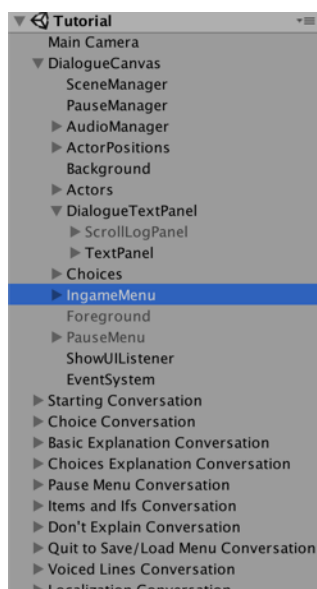 Tutorial
Main Camera
DialogueCanvas
SceneManager
PauseManager
AudioManager
ActorPositions
Background
Actors
DialogueTextPanel
ScrollLogPanel
TextPanel
Choices
IngameMenu
Foreground
PauseMenu
ShowUIListener
EventSystem
Starting Conversation
Choice Conversation
Basic Explanation Conversation
Choices Explanation Conversation
Pause Menu Conversation
Items and Ifs Conversation
Don't Explain Conversation
Quit to Save/Load Menu Conversation
Voiced Lines Conversation
Localization Conversation